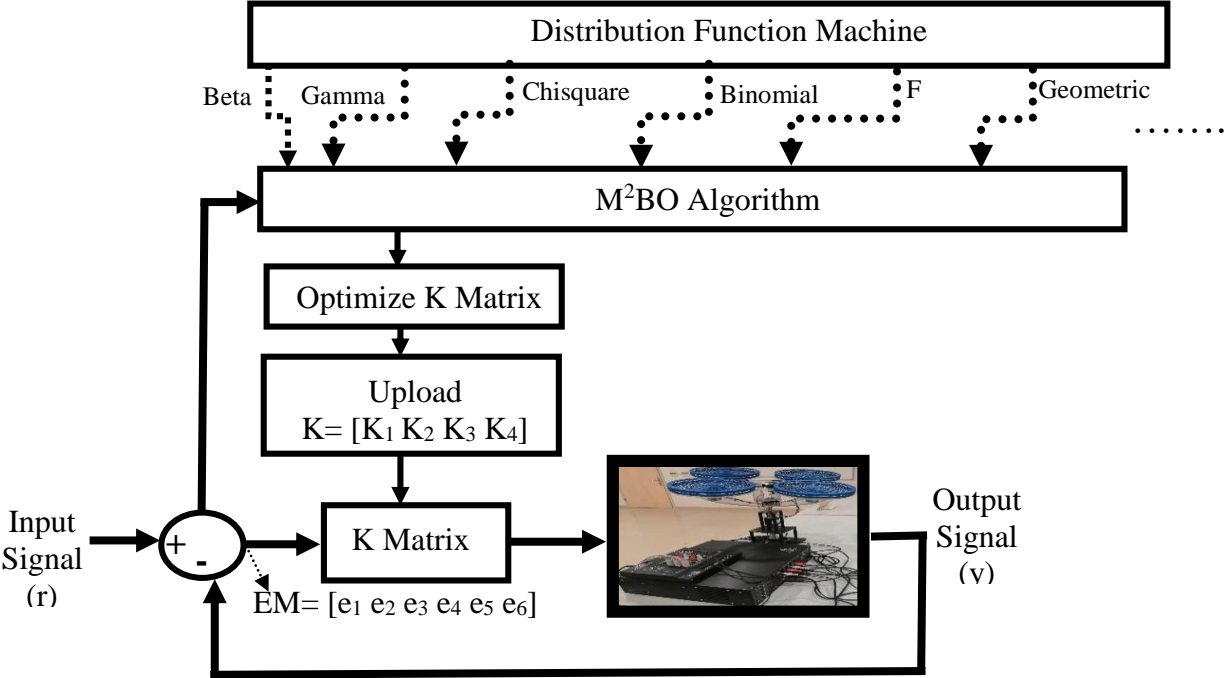 Distribution Function Machine
Beta
Gamma
Chisquare
Binomial
F
Geometric
.......
M²BO Algorithm
Optimize K Matrix
Upload
K= [K₁ K₂ K₃ K₄]
Input
Signal
(r)
+
-
K Matrix
EM= [e₁ e₂ e₃ e₄ e₅ e₆]
Output
Signal
(v)